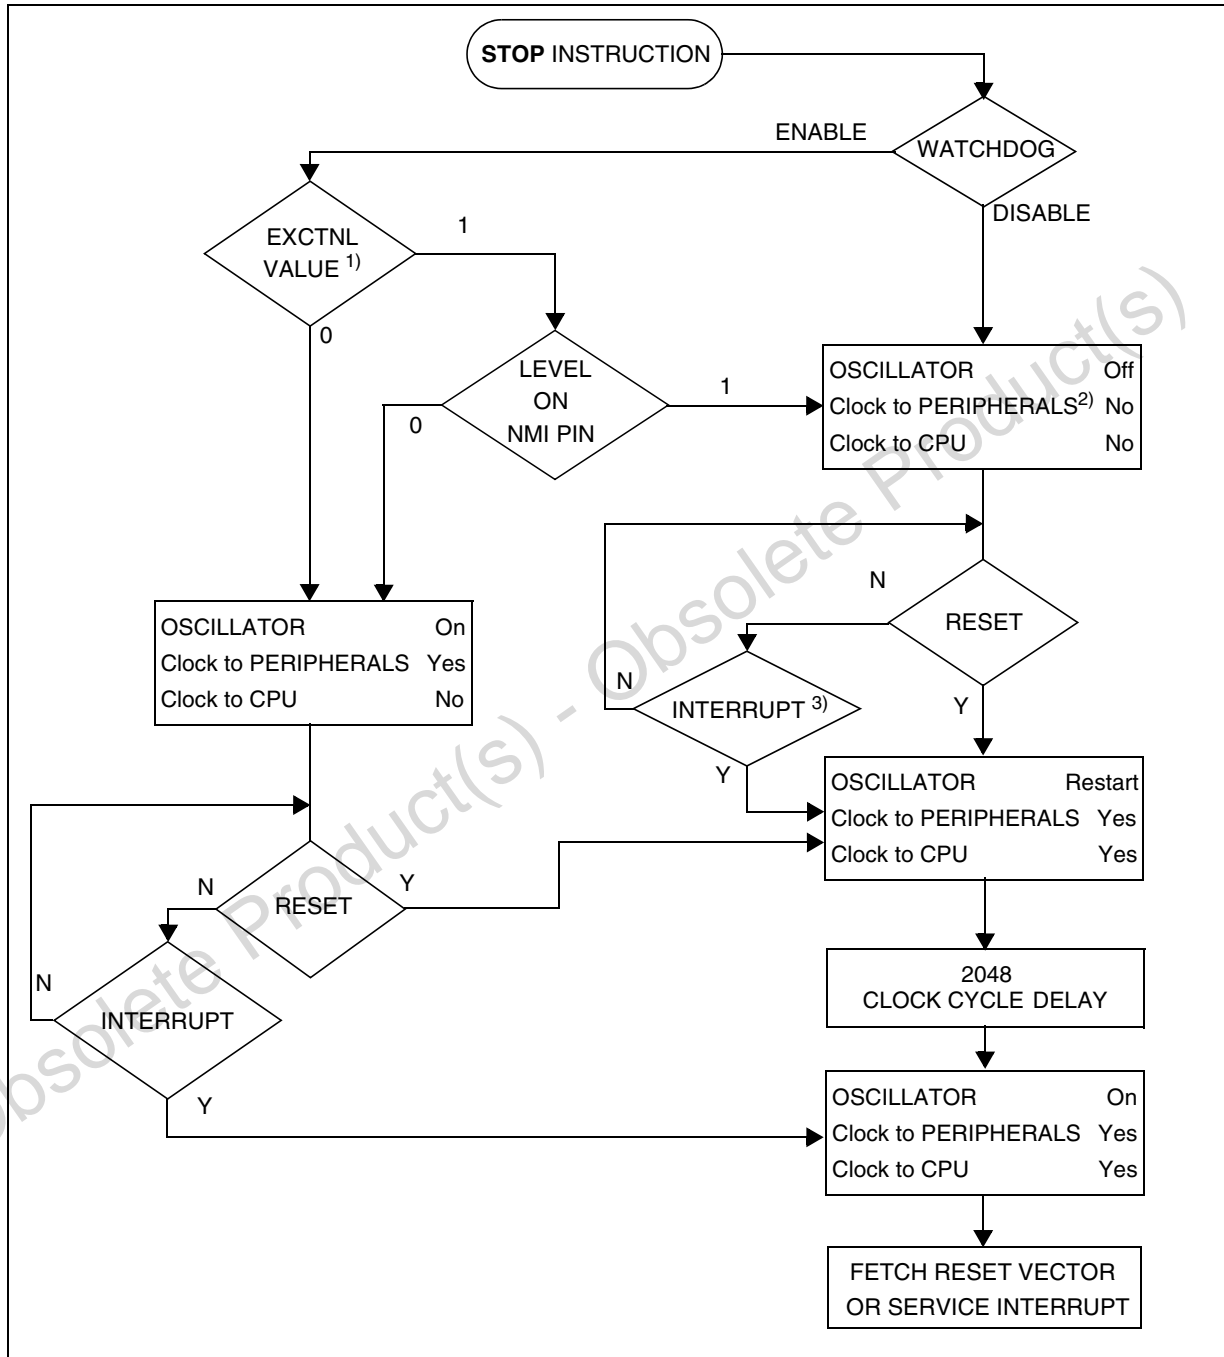 STOP INSTRUCTION
WATCHDOG
ENABLE
DISABLE
EXCTNL
VALUE 1)
1
0
LEVEL
ON
NMI PIN
1
0
OSCILLATOR Off
Clock to PERIPHERALS2) No
Clock to CPU No
RESET
N
Y
INTERRUPT 3)
N
Y
OSCILLATOR On
Clock to PERIPHERALS Yes
Clock to CPU No
OSCILLATOR Restart
Clock to PERIPHERALS Yes
Clock to CPU Yes
RESET
N
Y
INTERRUPT
N
Y
2048
CLOCK CYCLE DELAY
OSCILLATOR On
Clock to PERIPHERALS Yes
Clock to CPU Yes
FETCH RESET VECTOR
OR SERVICE INTERRUPT
Obsolete Product(s) - Obsolete Product(s)